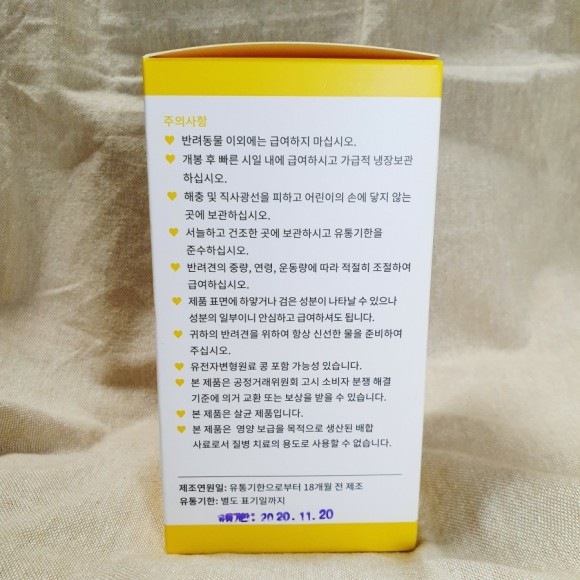 주의사항
반려동물 이외에는 급여하지 마십시오.
개봉 후 빠른 시일 내에 급여하시고 가급적 냉장보관
하십시오.
해충 및 직사광선을 피하고 어린이의 손에 닿지 않는
곳에 보관하십시오.
서늘하고 건조한 곳에 보관하시고 유통기한을
준수하십시오.
반려견의 중량, 연령, 운동량에 따라 적절히 조절하여
급여하십시오.
제품 표면에 하얗거나 검은 성분이 나타날 수 있으나
성분의 일부이니 안심하고 급여하셔도 됩니다.
귀하의 반려견을 위하여 항상 신선한 물을 준비하여
주십시오.
유전자변형원료 콩 포함 가능성 있습니다.
본 제품은 공정거래위원회 고시 소비자 분쟁 해결
기준에 의거 교환 또는 보상을 받을 수 있습니다.
본 제품은 살균 제품입니다.
본 제품은 영양 보급을 목적으로 생산된 배합
사료로서 질병 치료의 용도로 사용할 수 없습니다.
제조연원일: 유통기한으로부터 18개월 전 제조
유통기한: 별도 표기일까지
유통기한: 2020.11.20